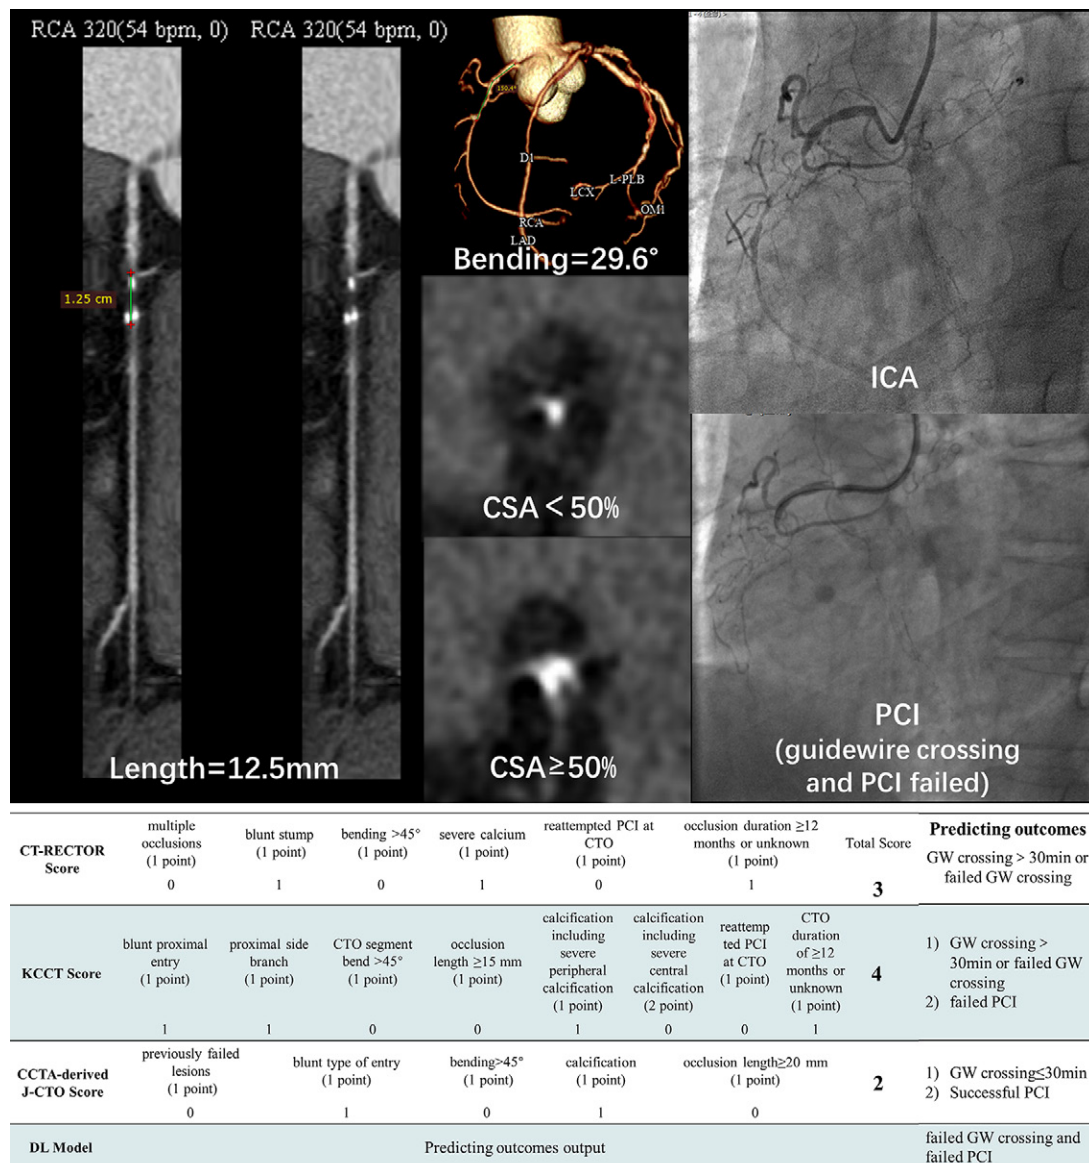 RCA 320(54 bpm, 0)
RCA 320(54 bpm, 0)
1.25 cm
Length=12.5mm
D1
LCX
L-PLB
OM1
RCA
LAD
Bending=29.6°
CSA＜50%
CSA≥50%
ICA
PCI
(guidewire crossing
and PCI failed)
CT-RECTOR
Score
multiple
occlusions
(1 point)
0
blunt stump
(1 point)
1
bending >45°
(1 point)
0
severe calcium
(1 point)
1
reattempted PCI at
CTO
(1 point)
0
occlusion duration ≥12
months or unknown
(1 point)
1
Total Score
3
Predicting outcomes
GW crossing > 30min or
failed GW crossing
KCCT Score
blunt proximal
entry
(1 point)
1
proximal side
branch
(1 point)
1
CTO segment
bend >45°
(1 point)
0
occlusion
length ≥15 mm
(1 point)
0
calcification
including
severe
peripheral
calcification
(1 point)
1
calcification
including
severe
central
calcification
(2 point)
0
reattemp
ted PCI
at CTO
(1 point)
0
CTO
duration
of ≥12
months or
unknown
(1 point)
1
4
1) GW crossing >
30min or failed GW
crossing
2) failed PCI
CCTA-derived
J-CTO Score
previously failed
lesions
(1 point)
0
blunt type of entry
(1 point)
1
bending>45°
(1 point)
0
calcification
(1 point)
1
occlusion length≥20 mm
(1 point)
0
2
1) GW crossing≤30min
2) Successful PCI
DL Model
Predicting outcomes output
failed GW crossing and
failed PCI